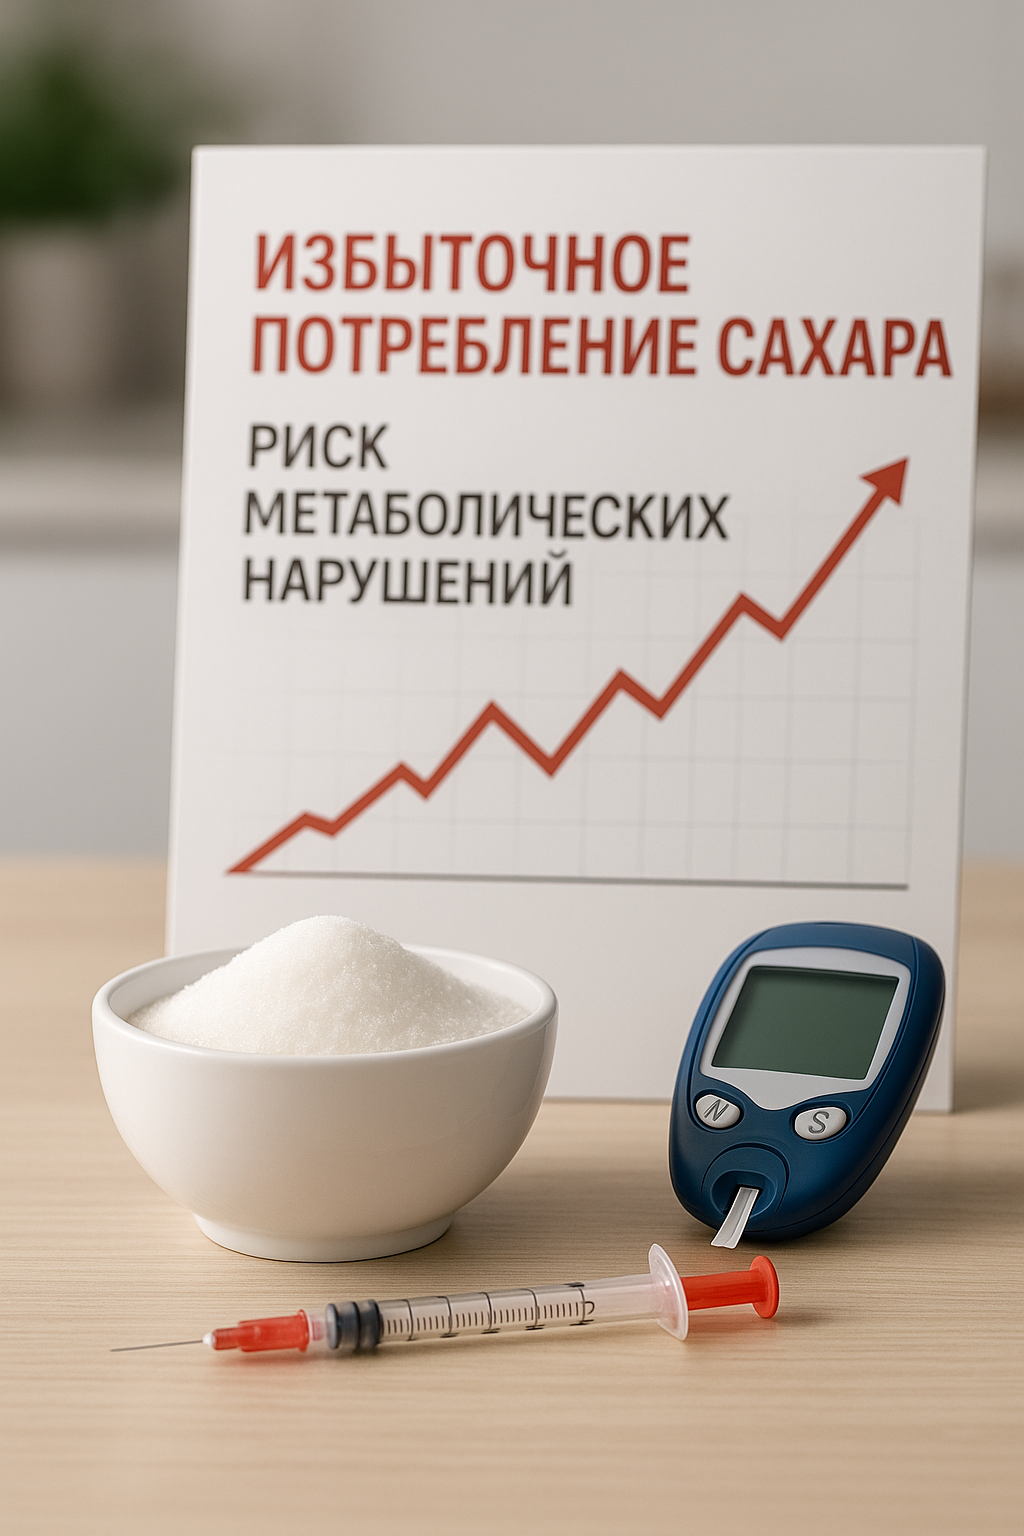 ИЗБЫТОЧНОЕ
ПОТРЕБЛЕНИЕ САХАРА
РИСК
МЕТАБОЛИЧЕСКИХ
НАРУШЕНИЙ
N
S